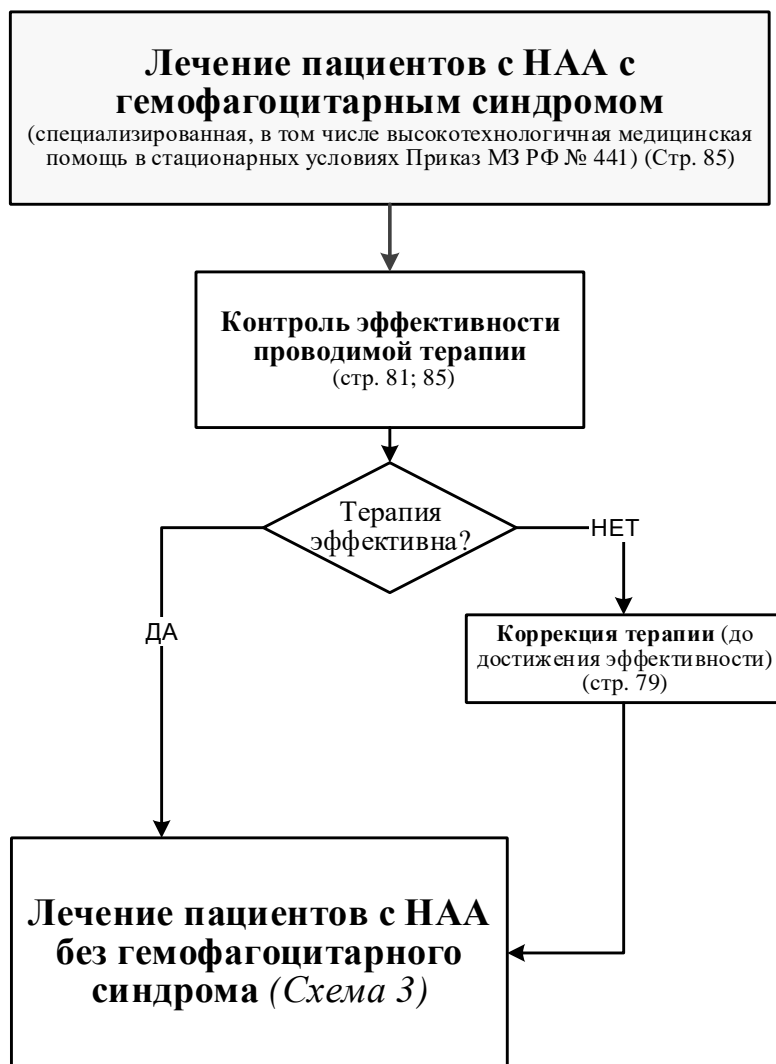 Лечение пациентов с НАА с
гемофагоцитарным синдромом
(специализированная, в том числе высокотехнологичная медицинская
помощь в стационарных условиях Приказ МЗ РФ № 441) (Стр. 85)
Контроль эффективности
проводимой терапии
(стр. 81; 85)
Терапия
эффективна?
НЕТ
ДА
Коррекция терапии (до
достижения эффективности)
(стр. 79)
Лечение пациентов с НАА
без гемофагоцитарного
синдрома (Схема 3)